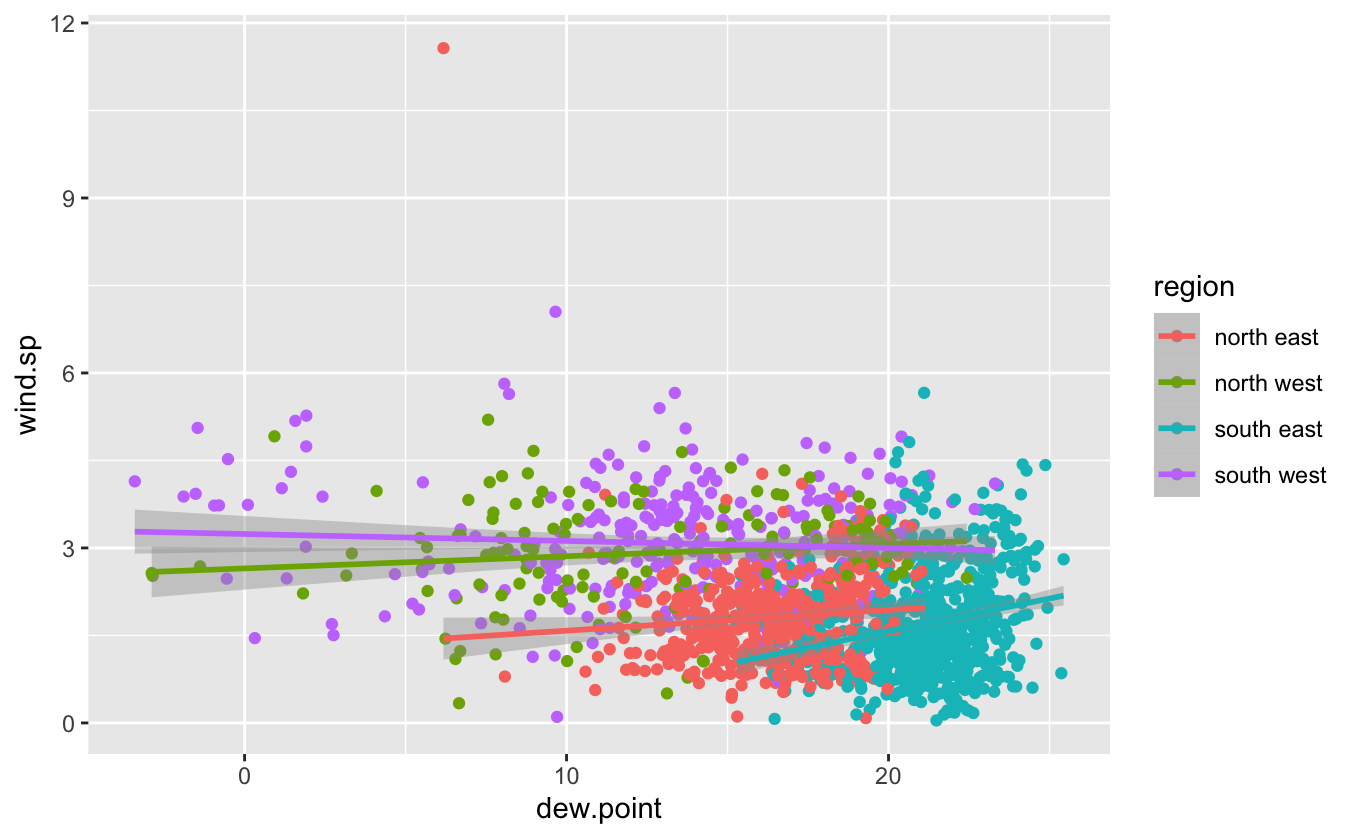 12
9
6
3
0
wind.sp
0 10 20
dew.point
region
north east
north west
south east
south west